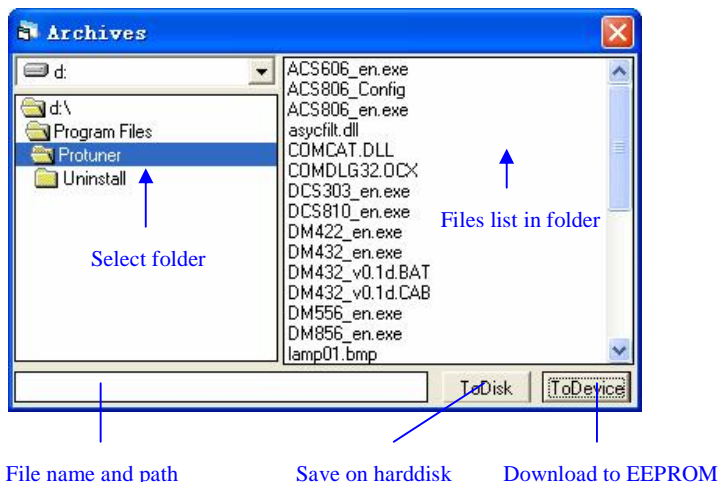 Archives
d:
d:\
Program Files
Protuner
Uninstall
Select folder
ACS606_en.exe
ACS806_Config
ACS806_en.exe
asycfilt.dll
COMCAT.DLL
COMDLG32.OCX
DCS303_en.exe
DCS810_en.exe
DM422_en.exe
DM432_en.exe
DM432_v0.1d.BAT
DM432_v0.1d.CAB
DM556_en.exe
DM856_en.exe
lamp01.bmp
Files list in folder
ToDisk
ToDevice
File name and path
Save on harddisk
Download to EEPROM